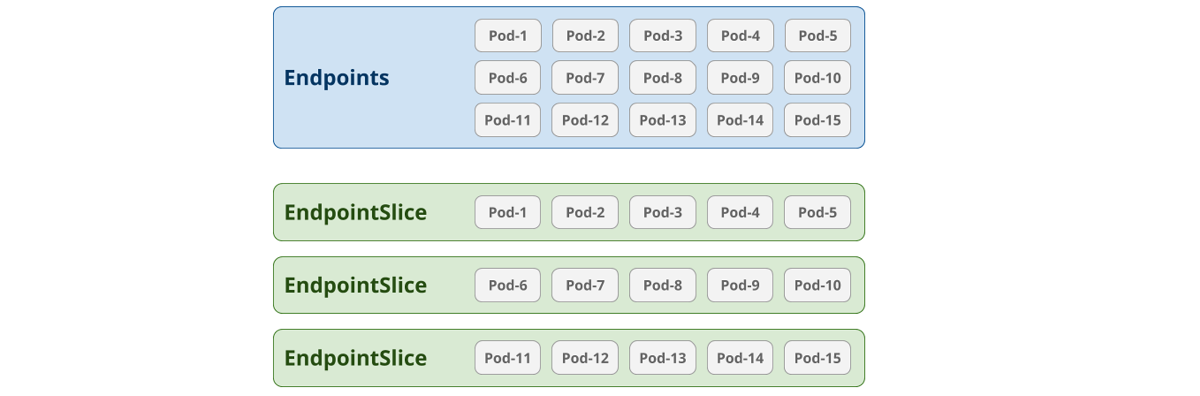 Pod-1 Pod-2 Pod-3 Pod-4 Pod-5
Endpoints Pod-6 Pod-7 Pod-8 Pod-9 Pod-10
Pod-11 Pod-12 Pod-13 Pod-14 Pod-15
EndpointSlice Pod-1 Pod-2 Pod-3 Pod-4 Pod-5
EndpointSlice Pod-6 Pod-7 Pod-8 Pod-9 Pod-10
EndpointSlice Pod-11 Pod-12 Pod-13 Pod-14 Pod-15